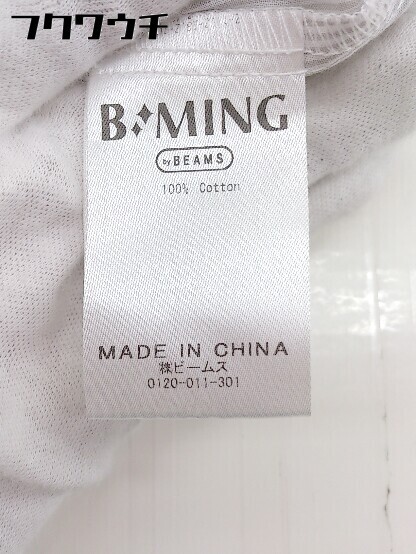 フクワウチ
B MING
by BEAMS
100% Cotton
MADE IN CHINA
㈱ビームス
0120-011-301